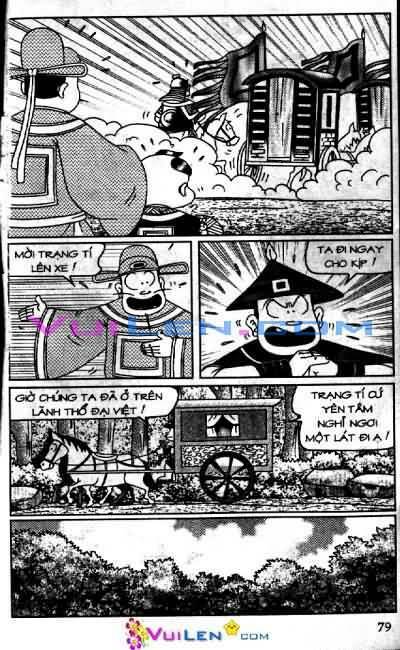 MỜI TRẠNG TÍ
LÊN XE!
TA ĐI NGAY
CHO KỊP!
VUILEN.COM
GIỜ CHÚNG TA ĐÃ Ở TRÊN
LÃNH THỔ ĐẠI VIỆT!
TRẠNG TÍ CỨ
YÊN TÂM
NGHỈ NGƠI
MỘT LÁT ĐI Ạ!
79
VUILEN.COM